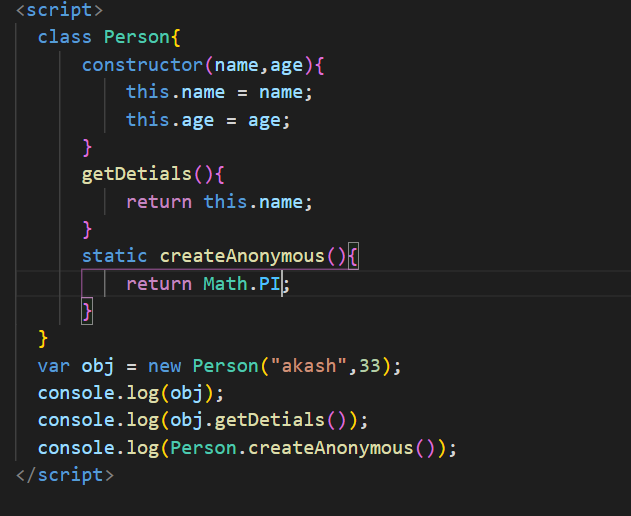 <script>
class Person{
constructor(name,age){
this.name = name;
this.age = age;
}
getDetials(){
return this.name;
}
static createAnonymous(){
return Math.PI;
}
}
var obj = new Person("akash",33);
console.log(obj);
console.log(obj.getDetials());
console.log(Person.createAnonymous());
</script>